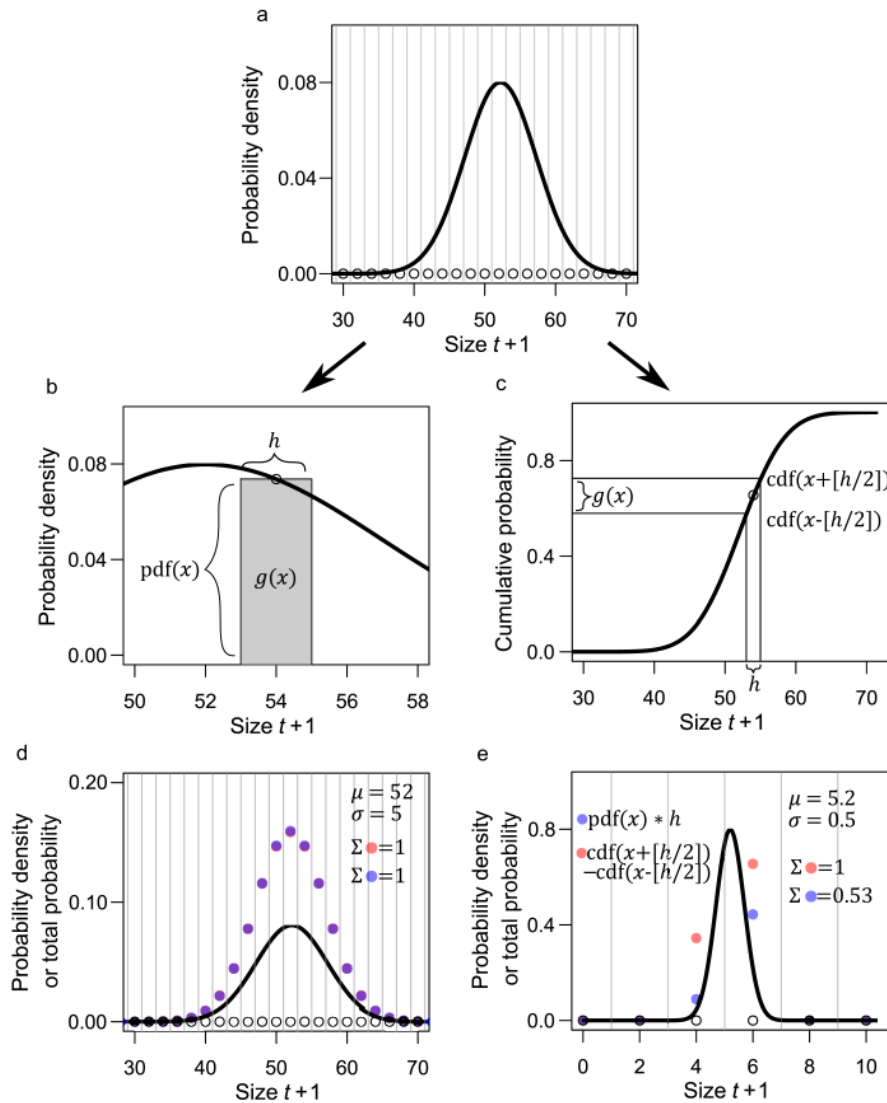 a
Probability density
0.08
0.04
0.00
30 40 50 60 70
Size t+1
b
Probability density
0.08
0.04
0.00
h
pdf(x)
g(x)
50 52 54 56 58
Size t+1
c
Cumulative probability
0.8
0.4
0.0
g(x)
cdf(x+[h/2])
cdf(x-[h/2])
h
30 40 50 60 70
Size t+1
d
Probability density
or total probability
0.20
0.10
0.00
μ = 52
σ = 5
Σ =1
Σ =1
30 40 50 60 70
Size t+1
e
Probability density
or total probability
0.8
0.4
0.0
pdf(x) * h
cdf(x+[h/2])
−cdf(x-[h/2])
μ = 5.2
σ = 0.5
Σ =1
Σ =0.53
0 2 4 6 8 10
Size t+1